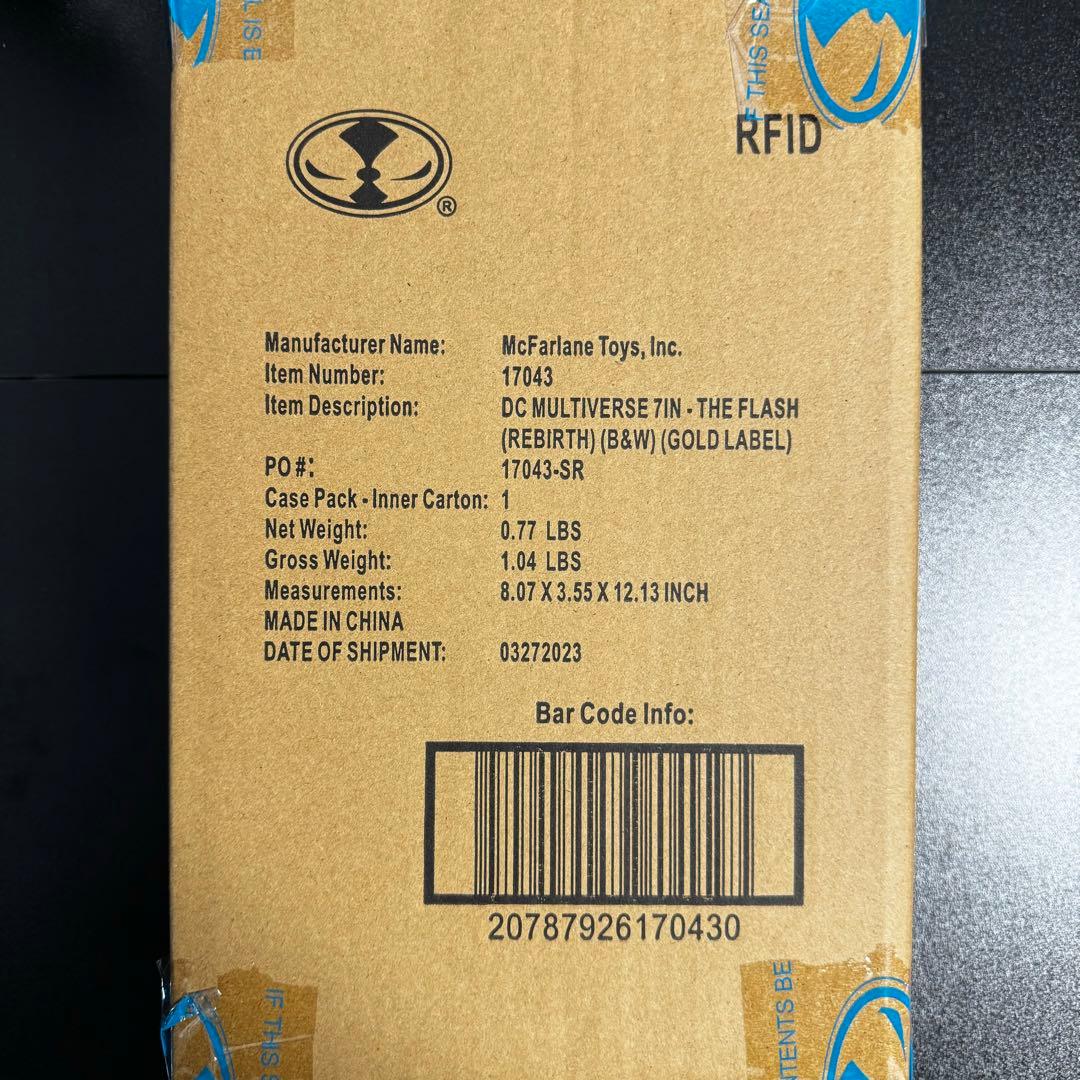 L IS B
F THIS SEA
RFID
®
Manufacturer Name: McFarlane Toys, Inc.
Item Number: 17043
Item Description: DC MULTIVERSE 7IN - THE FLASH
(REBIRTH) (B&W) (GOLD LABEL)
PO #: 17043-SR
Case Pack - Inner Carton: 1
Net Weight: 0.77 LBS
Gross Weight: 1.04 LBS
Measurements: 8.07 X 3.55 X 12.13 INCH
MADE IN CHINA
DATE OF SHIPMENT: 03272023
Bar Code Info:
20787926170430
IF THIS S
NTENTS BE